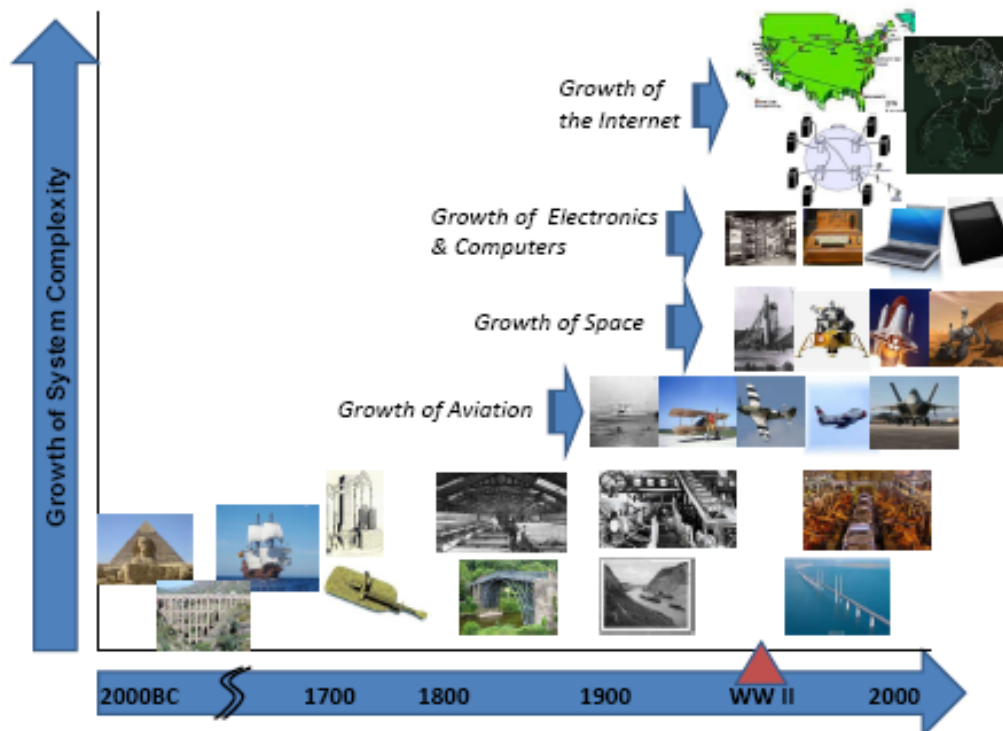 Growth of System Complexity
Growth of
the Internet
Growth of Electronics
& Computers
Growth of Space
Growth of Aviation
2000BC
1700
1800
1900
WW II
2000